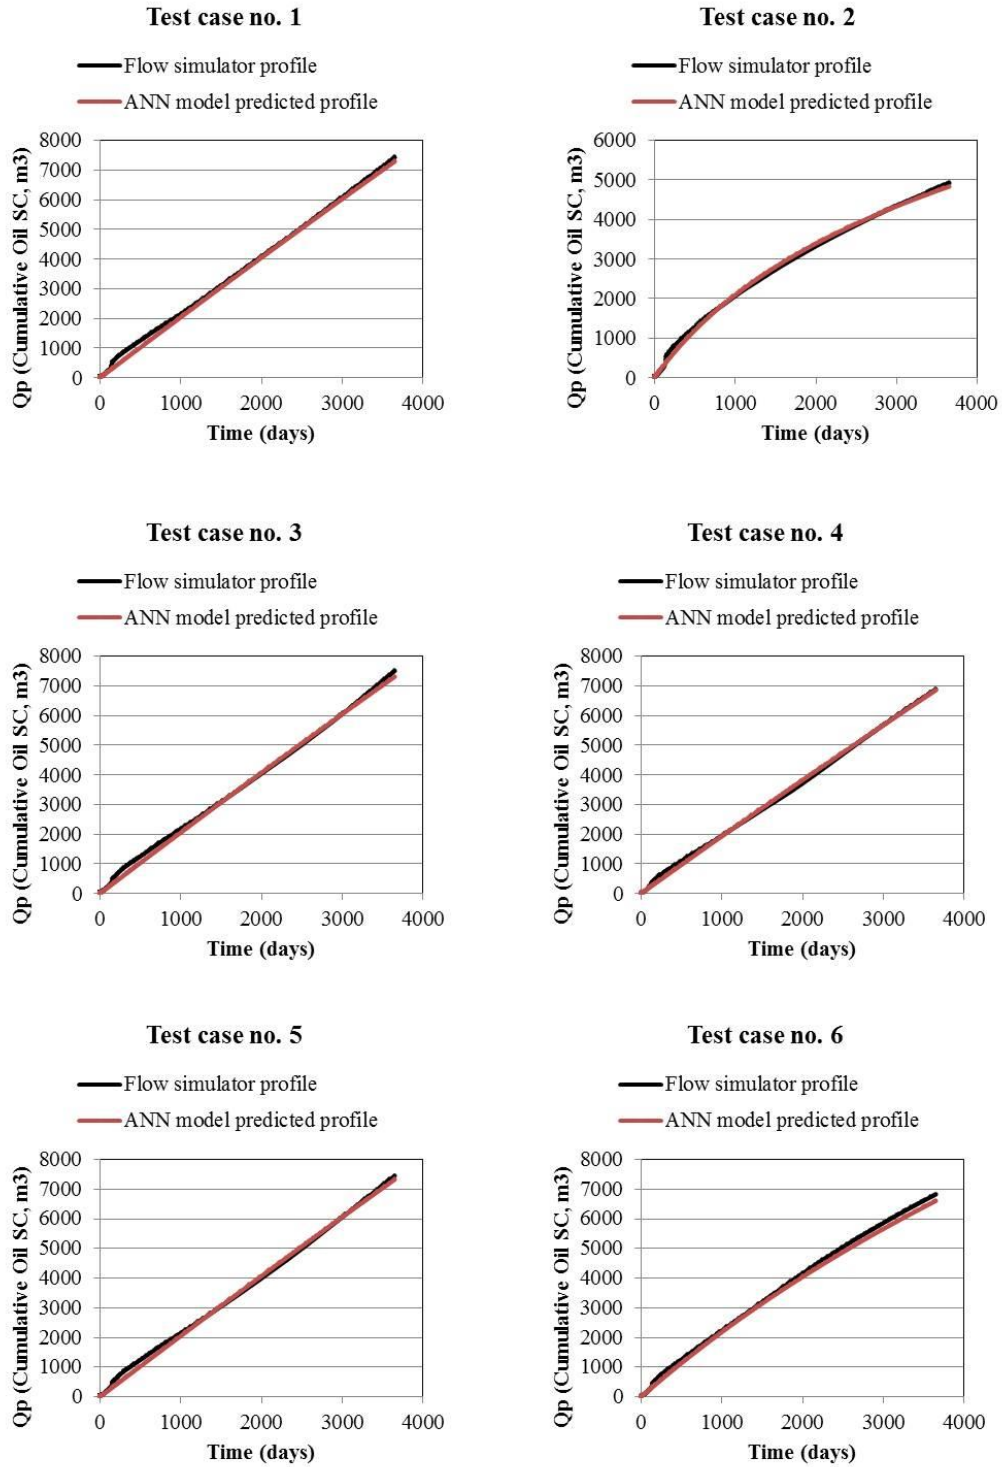 Test case no. 1
Flow simulator profile
ANN model predicted profile
8000
7000
6000
5000
4000
3000
2000
1000
0
Qp (Cumulative Oil SC, m3)
0 1000 2000 3000 4000
Time (days)
Test case no. 2
Flow simulator profile
ANN model predicted profile
6000
5000
4000
3000
2000
1000
0
Qp (Cumulative Oil SC, m3)
0 1000 2000 3000 4000
Time (days)
Test case no. 3
Flow simulator profile
ANN model predicted profile
8000
7000
6000
5000
4000
3000
2000
1000
0
Qp (Cumulative Oil SC, m3)
0 1000 2000 3000 4000
Time (days)
Test case no. 4
Flow simulator profile
ANN model predicted profile
8000
7000
6000
5000
4000
3000
2000
1000
0
Qp (Cumulative Oil SC, m3)
0 1000 2000 3000 4000
Time (days)
Test case no. 5
Flow simulator profile
ANN model predicted profile
8000
7000
6000
5000
4000
3000
2000
1000
0
Qp (Cumulative Oil SC, m3)
0 1000 2000 3000 4000
Time (days)
Test case no. 6
Flow simulator profile
ANN model predicted profile
8000
7000
6000
5000
4000
3000
2000
1000
0
Qp (Cumulative Oil SC, m3)
0 1000 2000 3000 4000
Time (days)